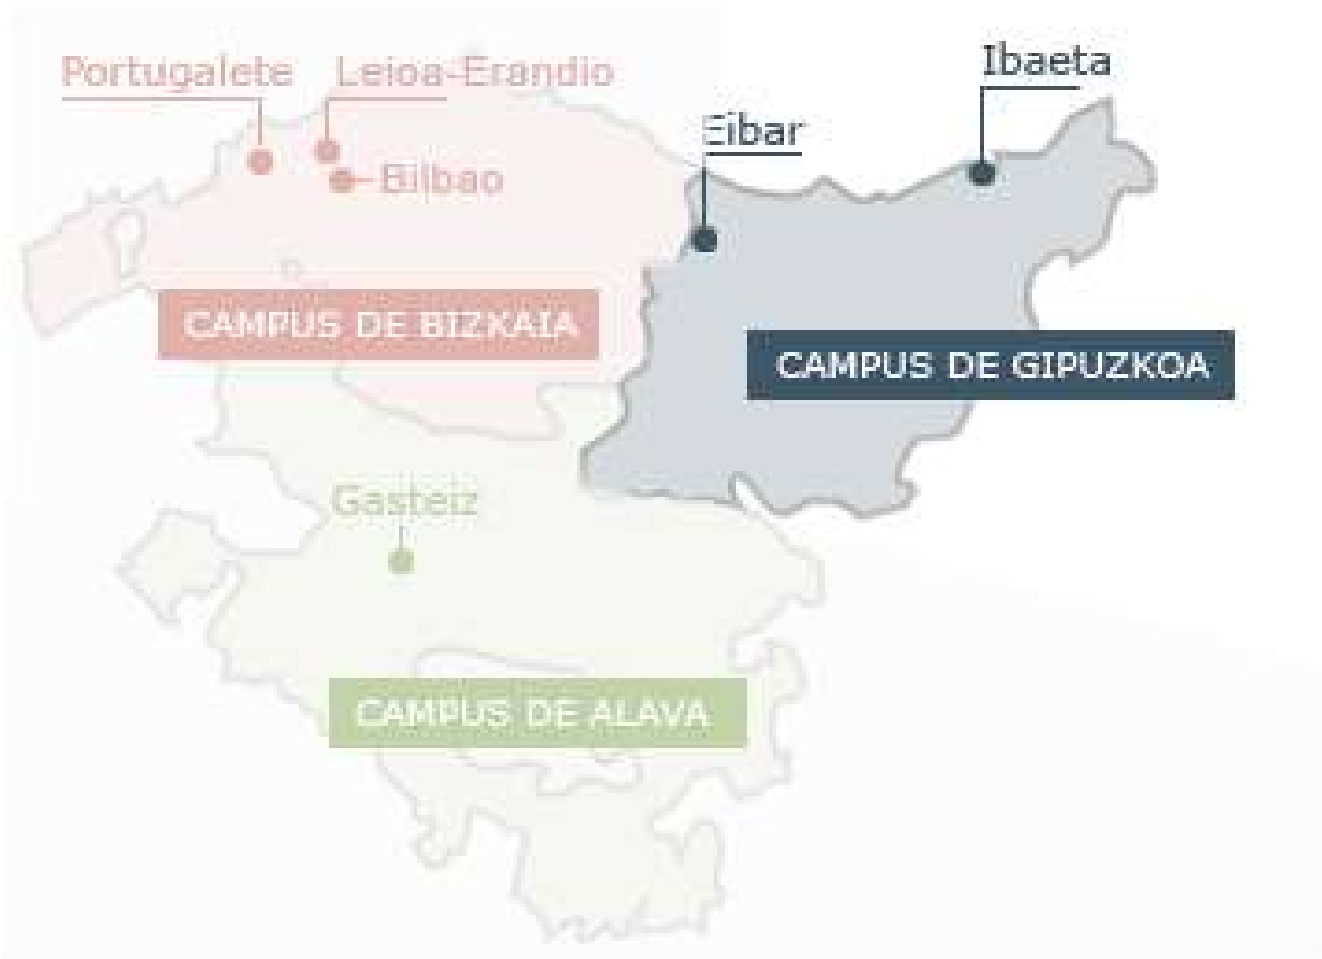 Ibaeta
Portugalete
Leioa-Erandio
Eibar
Bilbao
CAMPUS DE BIZKAIA
CAMPUS DE GIPUZKOA
Gasteiz
CAMPUS DE ALAVA